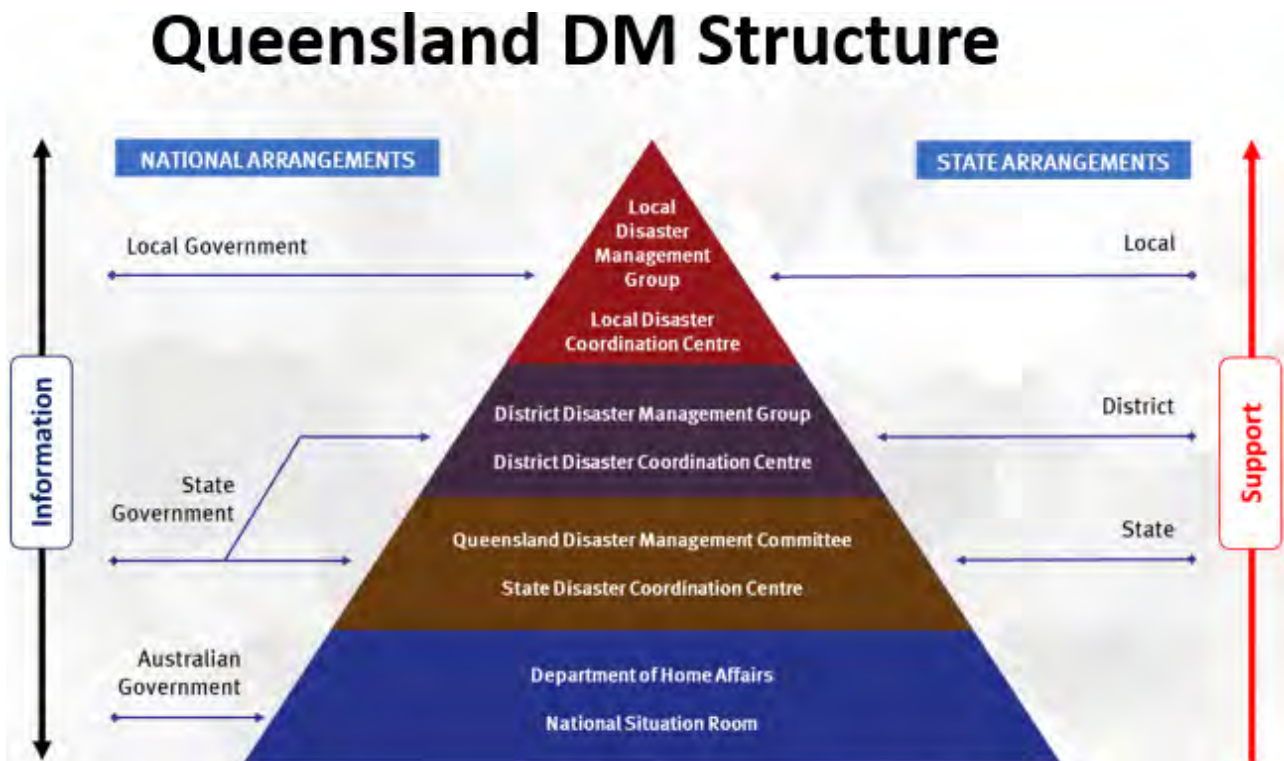 Queensland DM Structure
NATIONAL ARRANGEMENTS
STATE ARRANGEMENTS
Local Government
Local
Disaster
Management
Group
Local Disaster
Coordination Centre
Local
Information
District Disaster Management Group
District Disaster Coordination Centre
District
Support
State
Government
Queensland Disaster Management Committee
State Disaster Coordination Centre
State
Australian
Government
Department of Home Affairs
National Situation Room